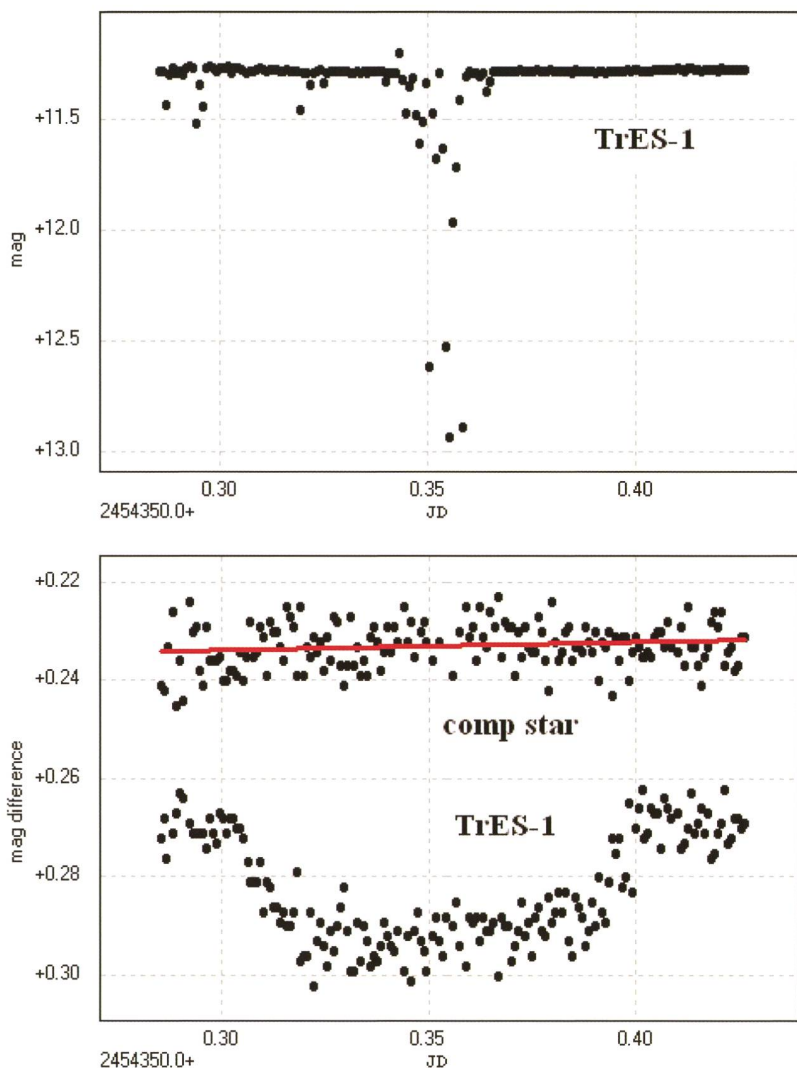 +11.5
TrES-1
+12.0
mag
+12.5
+13.0
0.30 0.35 0.40
2454350.0+ JD
+0.22
+0.24
comp star
+0.26
TrES-1
mag difference
+0.28
+0.30
0.30 0.35 0.40
2454350.0+ JD